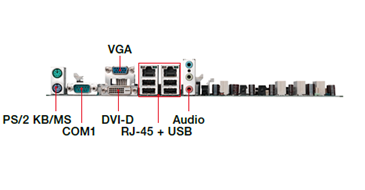 VGA
PS/2 KB/MS
COM1
DVI-D
RJ-45 + USB
Audio